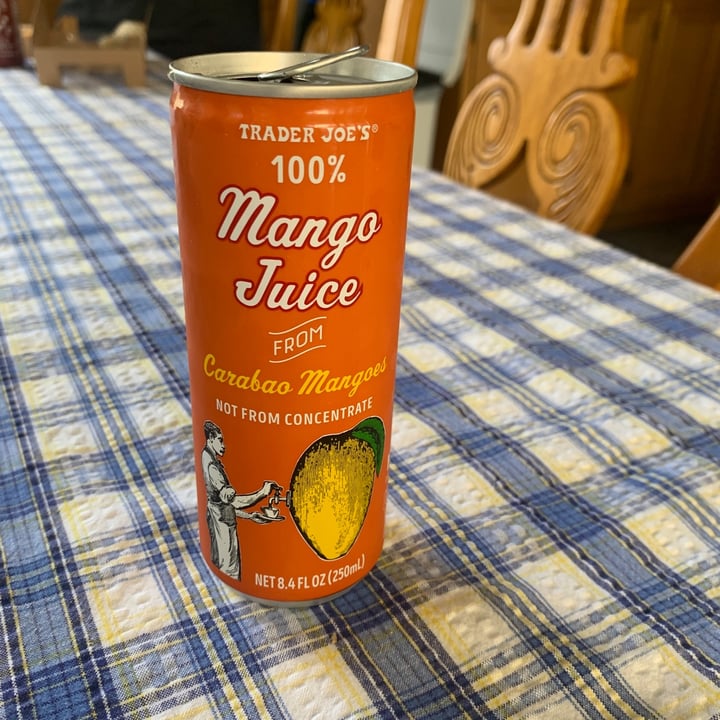 TRADER JOE'S®
100%
Mango
Juice
FROM
Carabao Mangoes
NOT FROM CONCENTRATE
NET 8.4 FL OZ (250mL)